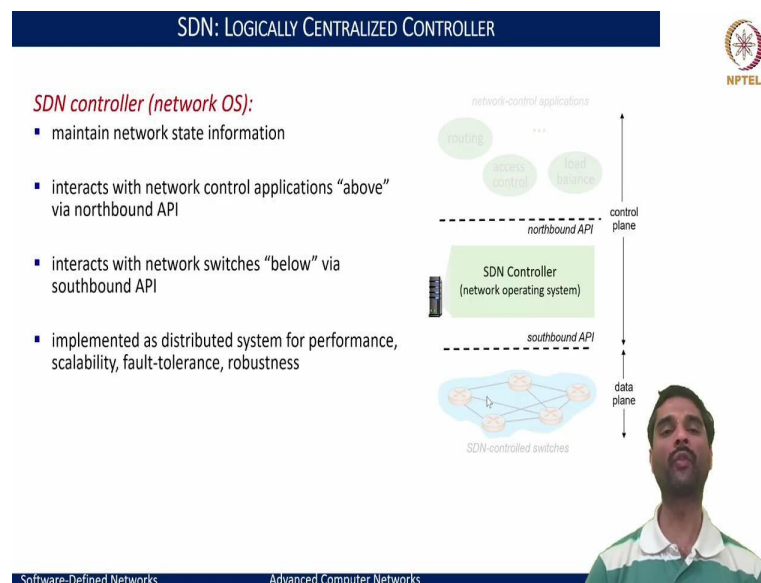 SDN: LOGICALLY CENTRALIZED CONTROLLER
NPTEL
SDN controller (network OS):
▪ maintain network state information
▪ interacts with network control applications “above”
via northbound API
▪ interacts with network switches “below” via
southbound API
▪ implemented as distributed system for performance,
scalability, fault-tolerance, robustness
network-control applications
routing
...
access
control
load
balance
control
plane
northbound API
SDN Controller
(network operating system)
southbound API
data
plane
SDN-controlled switches
Software-Defined Networks
Advanced Computer Networks